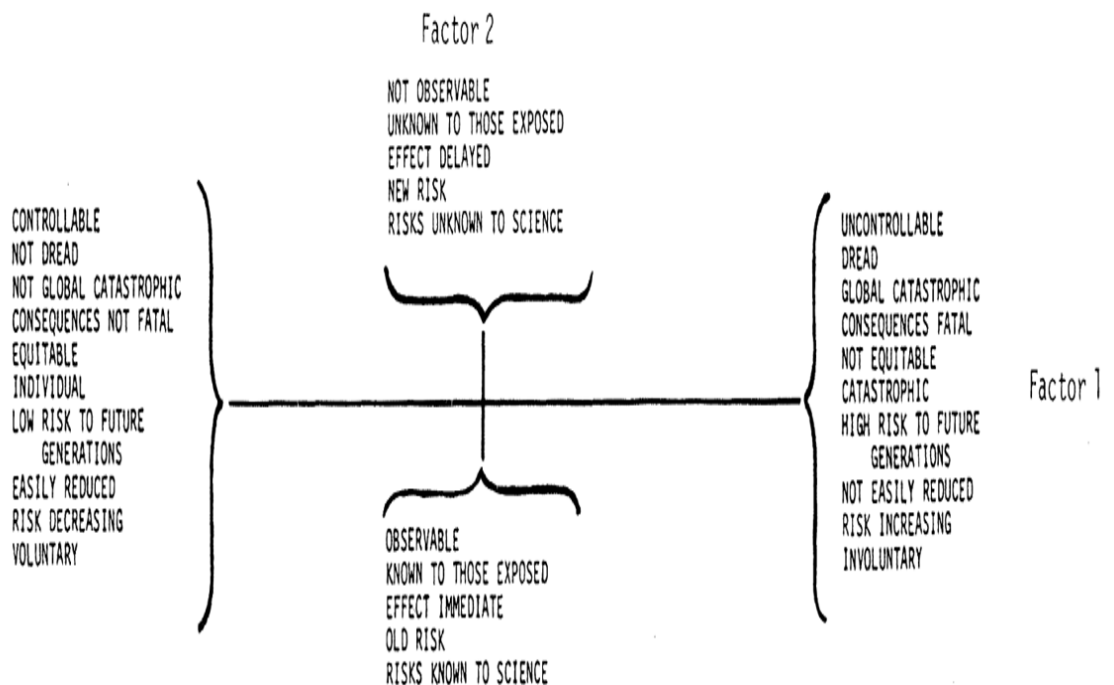 Factor 2
NOT OBSERVABLE
UNKNOWN TO THOSE EXPOSED
EFFECT DELAYED
NEW RISK
RISKS UNKNOWN TO SCIENCE
CONTROLLABLE
NOT DREAD
NOT GLOBAL CATASTROPHIC
CONSEQUENCES NOT FATAL
EQUITABLE
INDIVIDUAL
LOW RISK TO FUTURE
GENERATIONS
EASILY REDUCED
RISK DECREASING
VOLUNTARY
UNCONTROLLABLE
DREAD
GLOBAL CATASTROPHIC
CONSEQUENCES FATAL
NOT EQUITABLE
CATASTROPHIC
HIGH RISK TO FUTURE
GENERATIONS
NOT EASILY REDUCED
RISK INCREASING
INVOLUNTARY
Factor 1
OBSERVABLE
KNOWN TO THOSE EXPOSED
EFFECT IMMEDIATE
OLD RISK
RISKS KNOWN TO SCIENCE